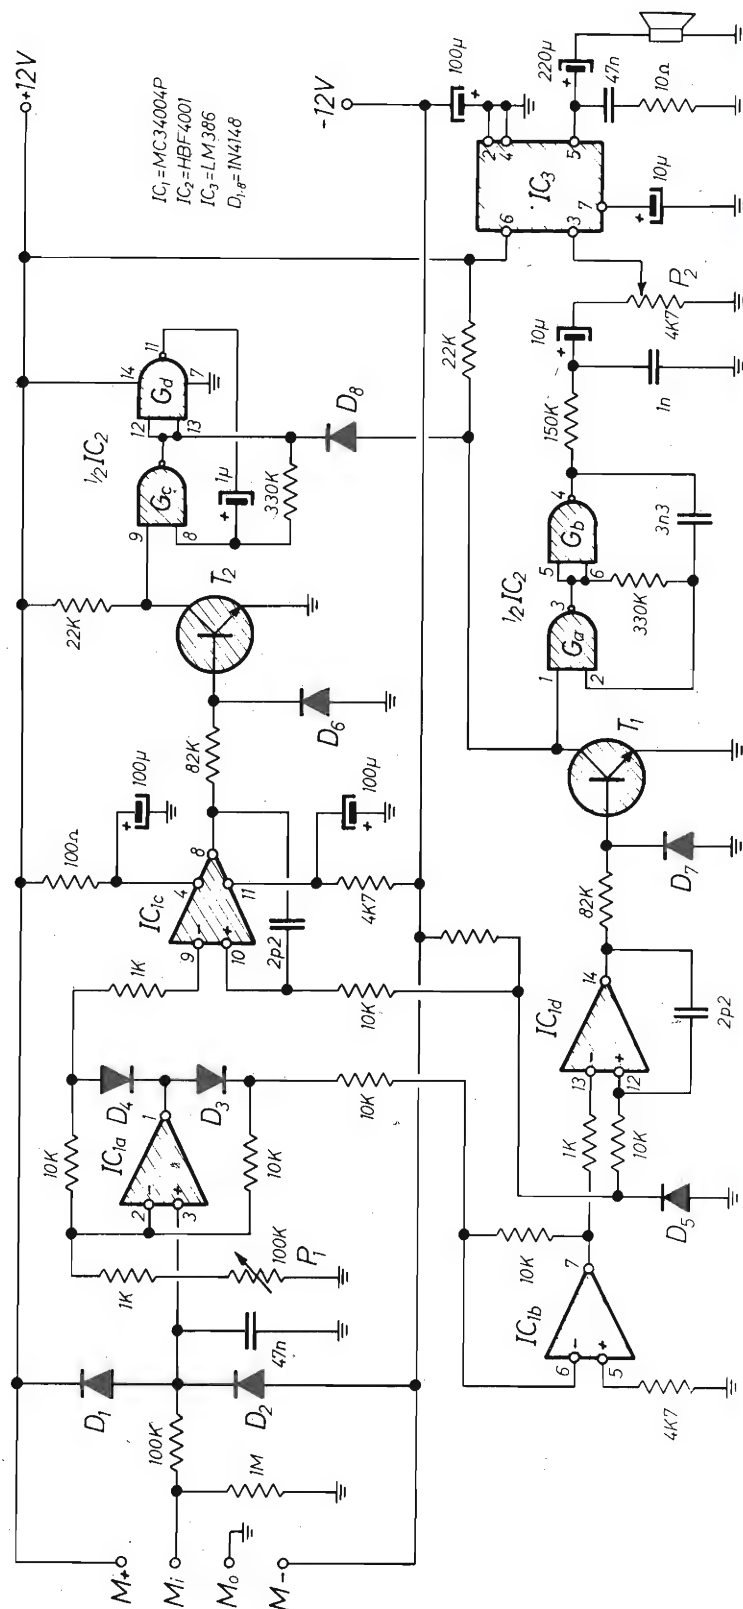 +12V
IC₁=MC34004P
IC₂=HBF4001
IC₃=LM386
D₁.₈=1N4148
-12V
M+
Mi
Mo
M-
1M
100K
D₁
D₂
47n
1K
100K
P₁
10K
IC₁ₐ
2
3
-
+
1
D₄
D₃
10K
10K
1K
100Ω
100µ
+
IC₁c
9
10
-
+
4
11
8
2p2
10K
4K7
100µ
+
82K
D₆
T₂
22K
9
8
Gc
½IC₂
12
13
14
Gd
7
11
1µ
+
330K
D₈
22K
100µ
+
IC₁b
6
5
-
+
7
4K7
10K
D₅
1K
10K
IC₁d
13
12
-
+
14
2p2
82K
D₇
T₁
1
2
Ga
3
½IC₂
5
6
Gb
4
330K
3n3
150K
1n
10µ
+
4K7
P₂
IC₃
6
3
7
2
4
5
10µ
+
220µ
+
47n
10Ω